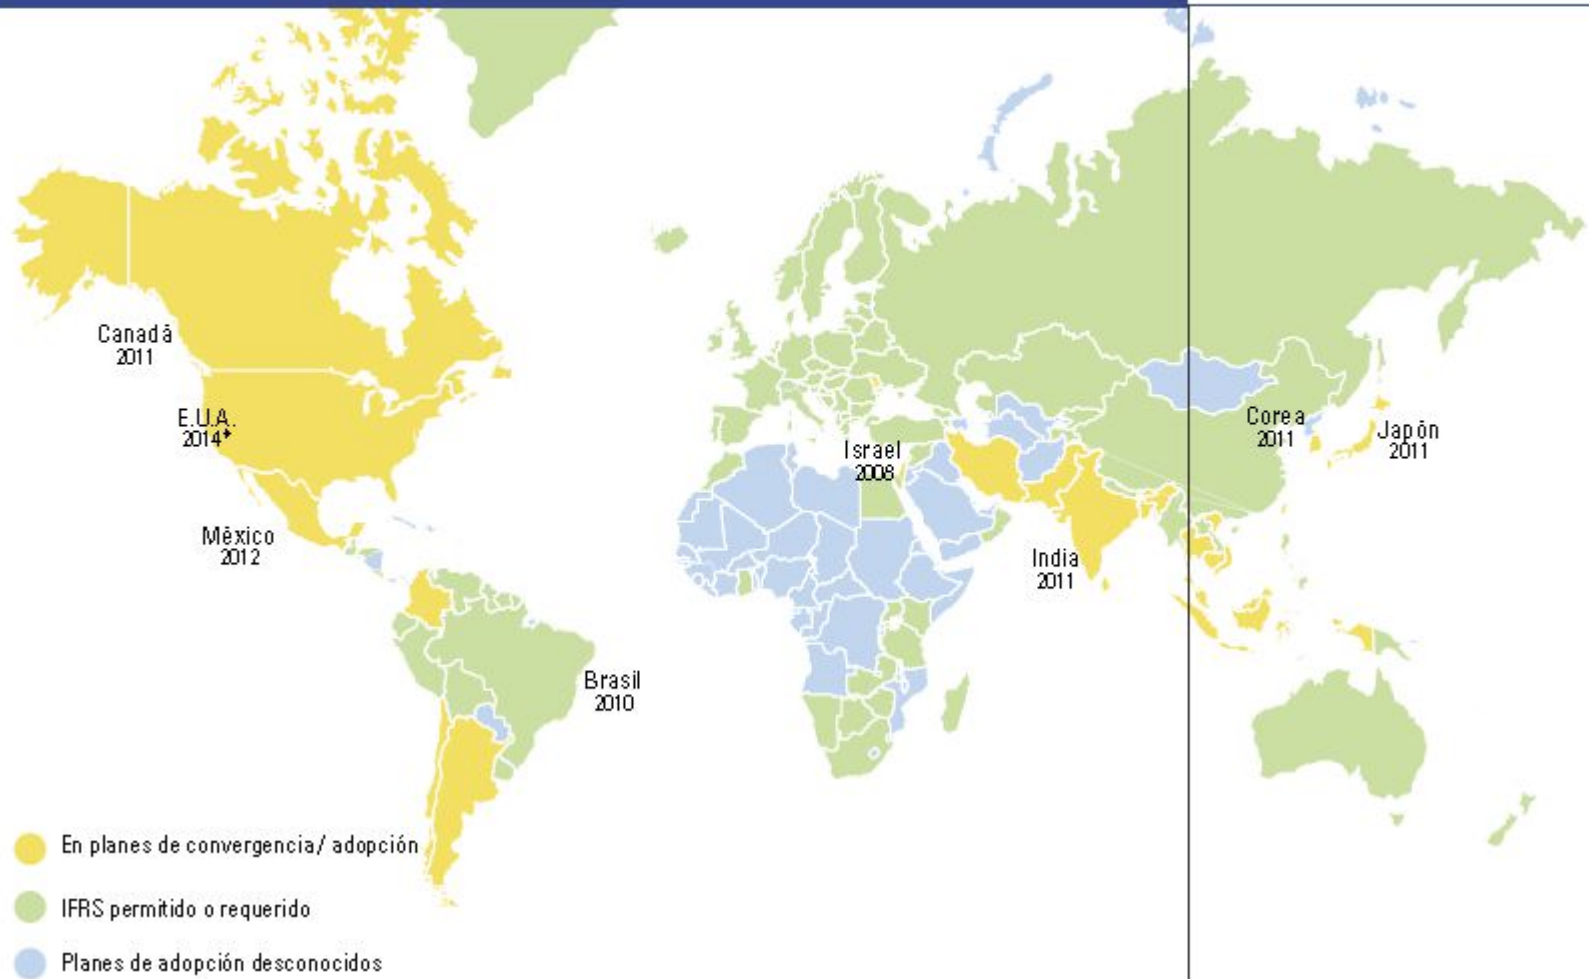 Canadá
2011
E.U.A.
2014*
México
2012
Brasil
2010
Israel
2008
India
2011
Corea
2011
Japón
2011
En planes de convergencia/ adopción
IFRS permitido o requerido
Planes de adopción desconocidos